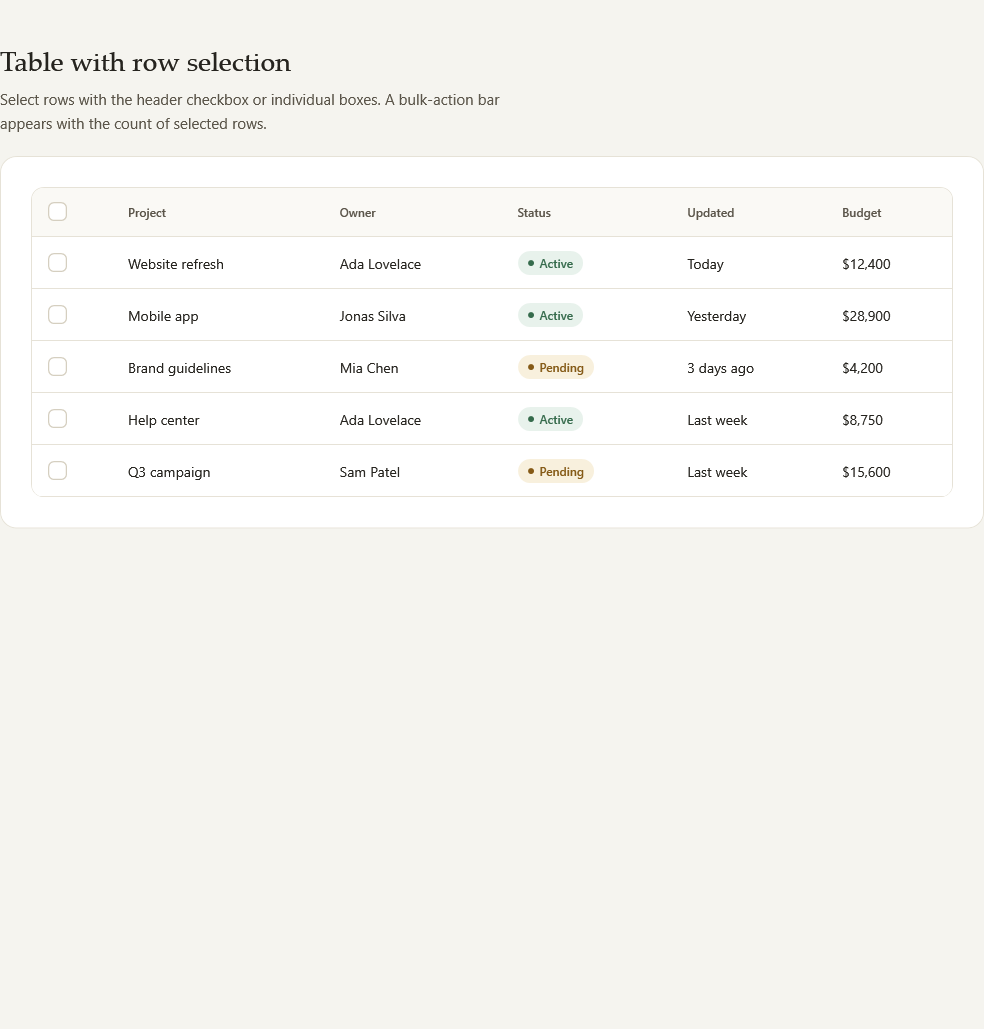 Table with row selection
Select rows with the header checkbox or individual boxes. A bulk-action bar
appears with the count of selected rows.
Project Owner Status Updated Budget
Website refresh Ada Lovelace Active Today $12,400
Mobile app Jonas Silva Active Yesterday $28,900
Brand guidelines Mia Chen Pending 3 days ago $4,200
Help center Ada Lovelace Active Last week $8,750
Q3 campaign Sam Patel Pending Last week $15,600